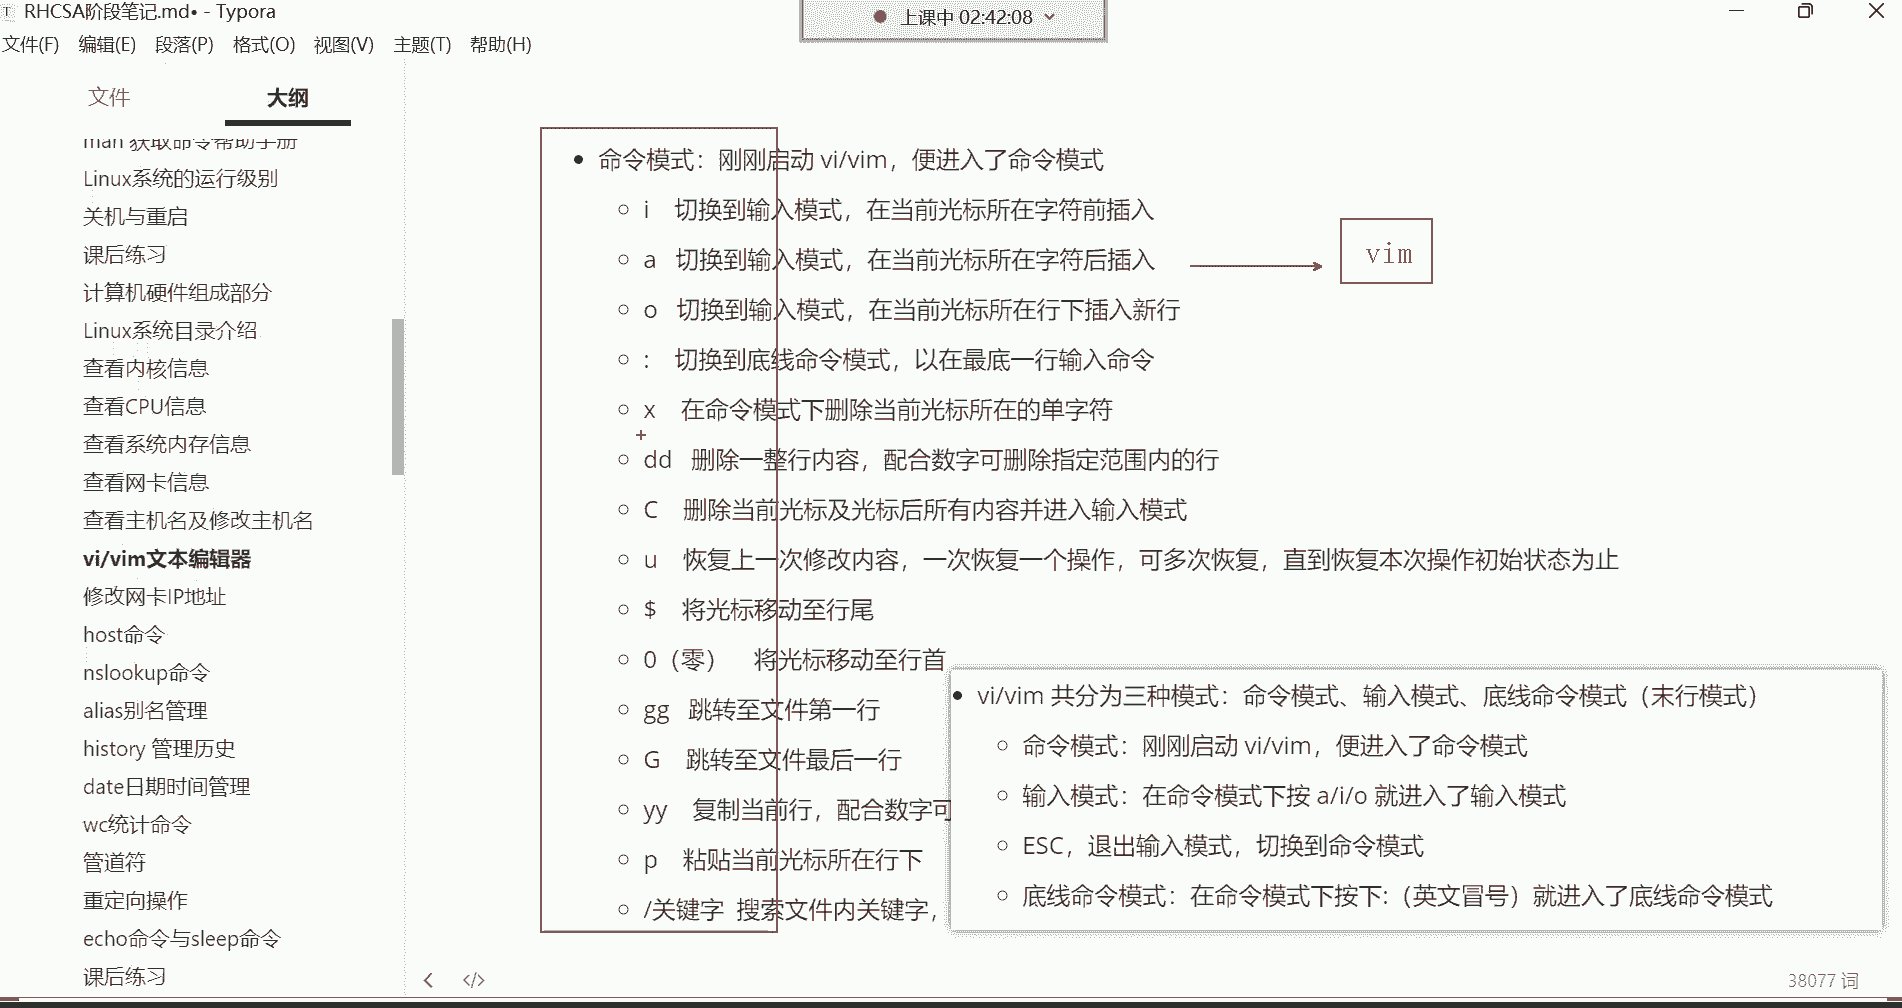 RHCSA阶段笔记.md• - Typora
上课中 02:42:08
文件(F) 编辑(E) 段落(P) 格式(O) 视图(V) 主题(T) 帮助(H)
文件 大纲
man 获取命令帮助手册
Linux系统的运行级别
关机与重启
课后练习
计算机硬件组成部分
Linux系统目录介绍
查看内核信息
查看CPU信息
查看系统内存信息
查看网卡信息
查看主机名及修改主机名
vi/vim文本编辑器
修改网卡IP地址
host命令
nslookup命令
alias别名管理
history 管理历史
date日期时间管理
wc统计命令
管道符
重定向操作
echo命令与sleep命令
课后练习
命令模式：刚刚启动 vi/vim，便进入了命令模式
i 切换到输入模式，在当前光标所在字符前插入
a 切换到输入模式，在当前光标所在字符后插入
vim
o 切换到输入模式，在当前光标所在行下插入新行
: 切换到底线命令模式，以在最底一行输入命令
x 在命令模式下删除当前光标所在的单字符
dd 删除一整行内容，配合数字可删除指定范围内的行
C 删除当前光标及光标后所有内容并进入输入模式
u 恢复上一次修改内容，一次恢复一个操作，可多次恢复，直到恢复本次操作初始状态为止
$ 将光标移动至行尾
0（零） 将光标移动至行首
gg 跳转至文件第一行
G 跳转至文件最后一行
yy 复制当前行，配合数字可
p 粘贴当前光标所在行下
/关键字 搜索文件内关键字，
vi/vim 共分为三种模式：命令模式、输入模式、底线命令模式（末行模式）
命令模式：刚刚启动 vi/vim，便进入了命令模式
输入模式：在命令模式下按 a/i/o 就进入了输入模式
ESC，退出输入模式，切换到命令模式
底线命令模式：在命令模式下按下:（英文冒号）就进入了底线命令模式
38077 词